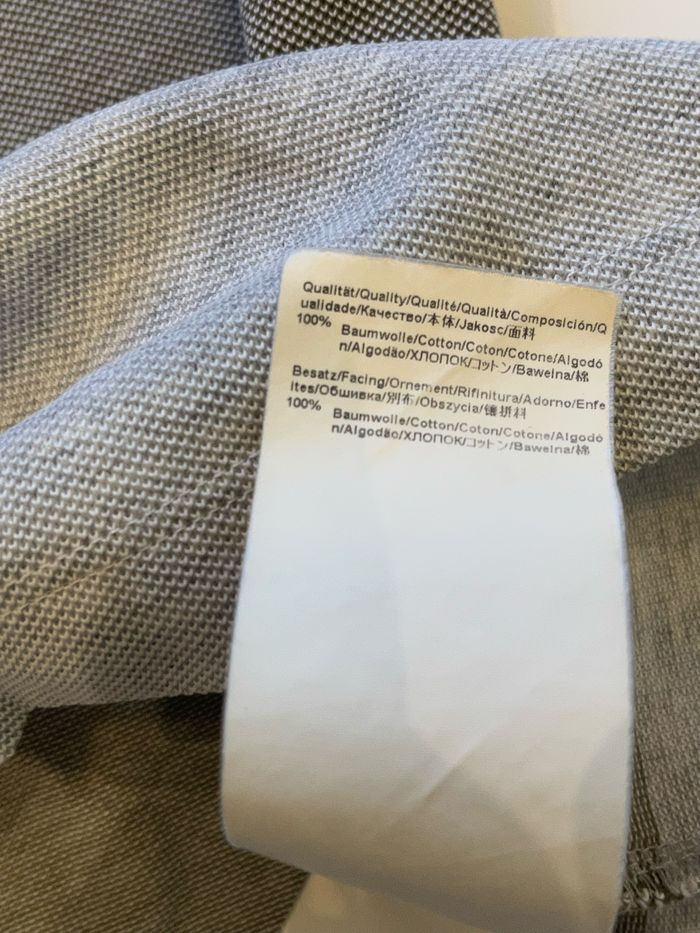 Qualität/Quality/Qualité/Qualità/Composición/Q
ualidade/Качество/本体/Jakosc/面料
100% Baumwolle/Cotton/Coton/Cotone/Algodó
n/Algodão/ХЛОПОК/コットン/Bawelna/棉
Besatz/Facing/Ornement/Rifinitura/Adorno/Enfe
ites/Обшивка/別布/Obszycia/镶拼料
100% Baumwolle/Cotton/Coton/Cotone/Algodó
n/Algodão/ХЛОПОК/コットン/Bawelna/棉